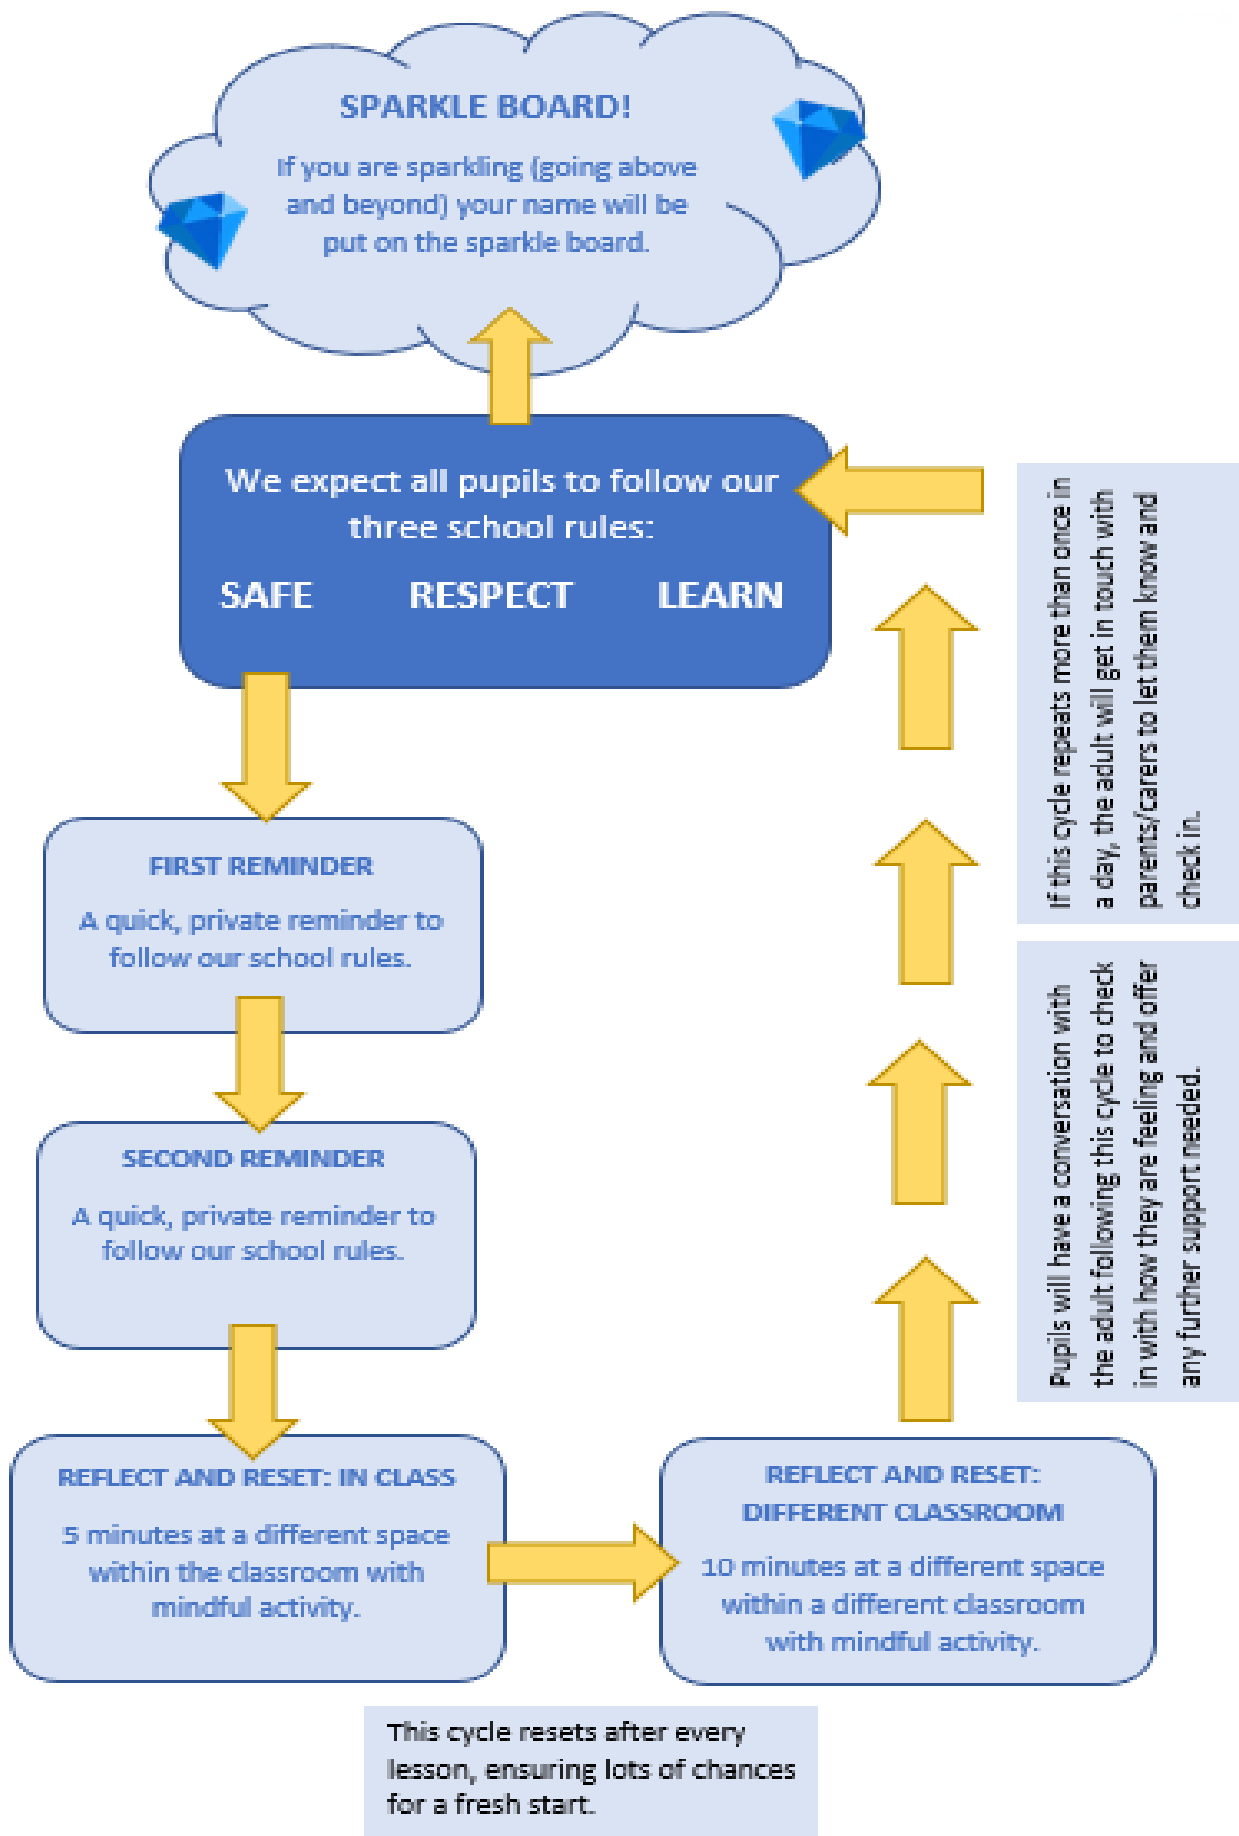 SPARKLE BOARD!
If you are sparkling (going above
and beyond) your name will be
put on the sparkle board.
We expect all pupils to follow our
three school rules:
SAFE RESPECT LEARN
FIRST REMINDER
A quick, private reminder to
follow our school rules.
SECOND REMINDER
A quick, private reminder to
follow our school rules.
REFLECT AND RESET: IN CLASS
5 minutes at a different space
within the classroom with
mindful activity.
REFLECT AND RESET:
DIFFERENT CLASSROOM
10 minutes at a different space
within a different classroom
with mindful activity.
Pupils will have a conversation with
the adult following this cycle to check
in with how they are feeling and offer
any further support needed.
If this cycle repeats more than once in
a day, the adult will get in touch with
parents/carers to let them know and
check in.
This cycle resets after every
lesson, ensuring lots of chances
for a fresh start.